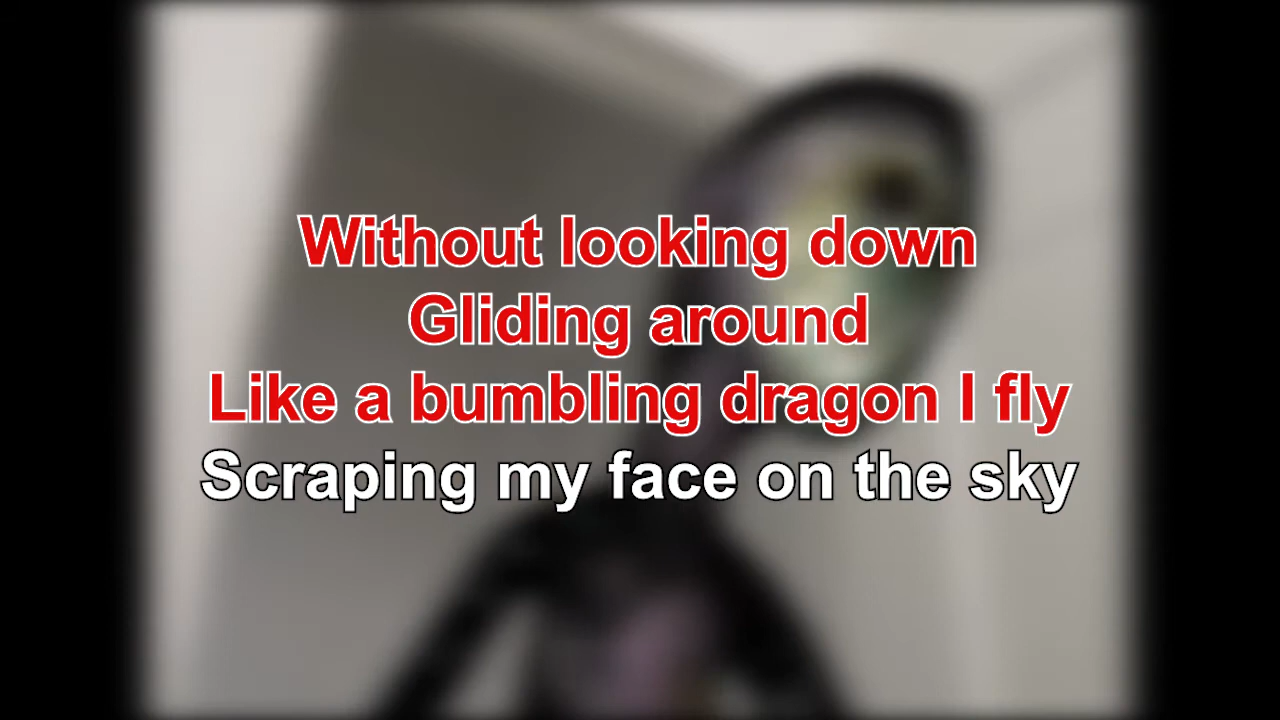 Without looking down
Gliding around
Like a bumbling dragon I fly
Scraping my face on the sky